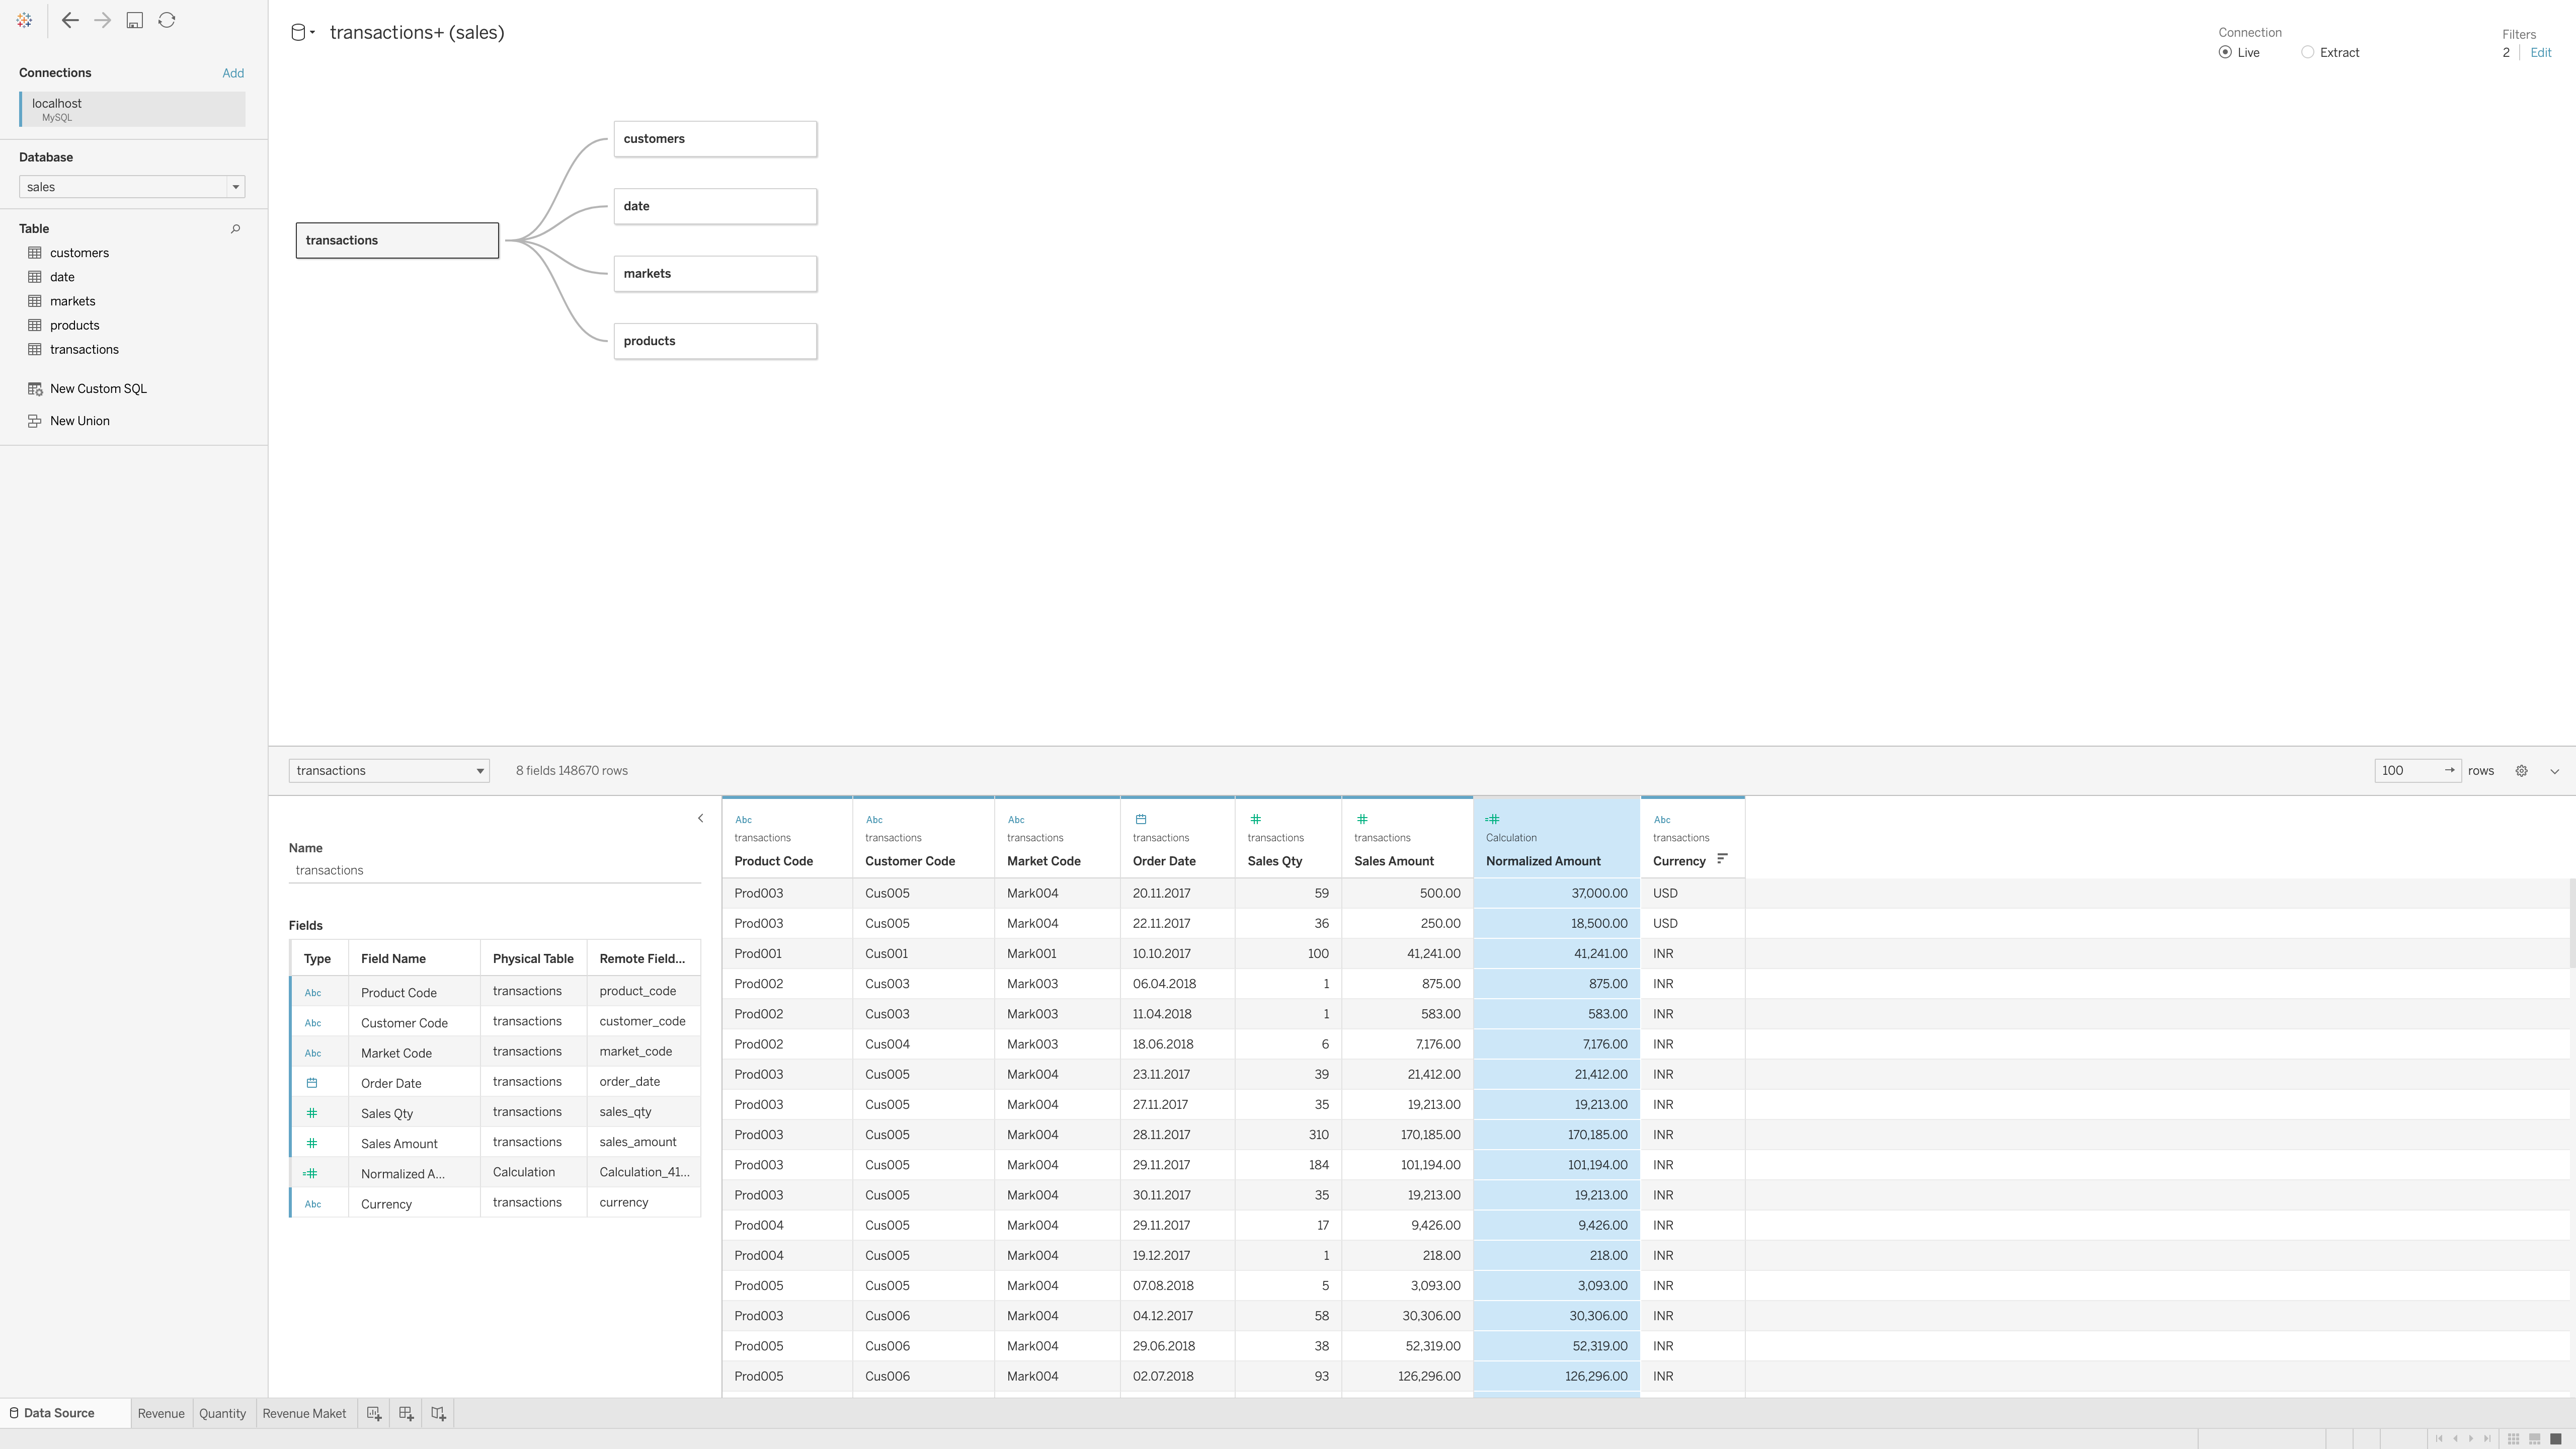 transactions+ (sales)
Connection
Live
Extract
Filters
2
Edit
Connections
Add
localhost
MySQL
Database
sales
Table
customers
date
markets
products
transactions
New Custom SQL
New Union
transactions
customers
date
markets
products
transactions
8 fields 148670 rows
100
rows
Name
transactions
Fields
Type Field Name Physical Table Remote Field...
Abc Product Code transactions product_code
Abc Customer Code transactions customer_code
Abc Market Code transactions market_code
Order Date transactions order_date
# Sales Qty transactions sales_qty
# Sales Amount transactions sales_amount
=# Normalized A... Calculation Calculation_41...
Abc Currency transactions currency
Abc Abc Abc # # =# Abc
transactions transactions transactions transactions transactions transactions Calculation transactions
Product Code Customer Code Market Code Order Date Sales Qty Sales Amount Normalized Amount Currency
Prod003 Cus005 Mark004 20.11.2017 59 500.00 37,000.00 USD
Prod003 Cus005 Mark004 22.11.2017 36 250.00 18,500.00 USD
Prod001 Cus001 Mark001 10.10.2017 100 41,241.00 41,241.00 INR
Prod002 Cus003 Mark003 06.04.2018 1 875.00 875.00 INR
Prod002 Cus003 Mark003 11.04.2018 1 583.00 583.00 INR
Prod002 Cus004 Mark003 18.06.2018 6 7,176.00 7,176.00 INR
Prod003 Cus005 Mark004 23.11.2017 39 21,412.00 21,412.00 INR
Prod003 Cus005 Mark004 27.11.2017 35 19,213.00 19,213.00 INR
Prod003 Cus005 Mark004 28.11.2017 310 170,185.00 170,185.00 INR
Prod003 Cus005 Mark004 29.11.2017 184 101,194.00 101,194.00 INR
Prod003 Cus005 Mark004 30.11.2017 35 19,213.00 19,213.00 INR
Prod004 Cus005 Mark004 29.11.2017 17 9,426.00 9,426.00 INR
Prod004 Cus005 Mark004 19.12.2017 1 218.00 218.00 INR
Prod005 Cus005 Mark004 07.08.2018 5 3,093.00 3,093.00 INR
Prod003 Cus006 Mark004 04.12.2017 58 30,306.00 30,306.00 INR
Prod005 Cus006 Mark004 29.06.2018 38 52,319.00 52,319.00 INR
Prod005 Cus006 Mark004 02.07.2018 93 126,296.00 126,296.00 INR
Data Source Revenue Quantity Revenue Maket